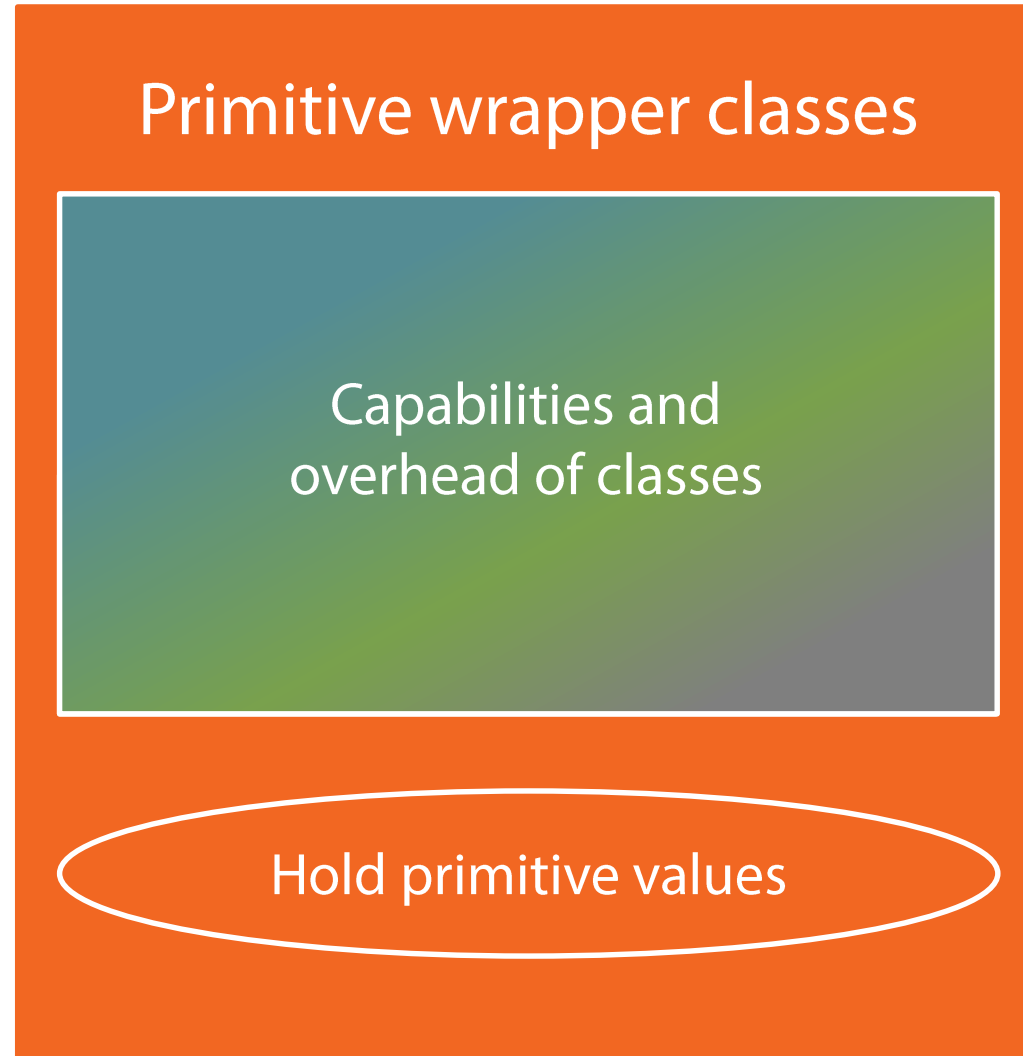 Primitive wrapper classes
Capabilities and
overhead of classes
Hold primitive values